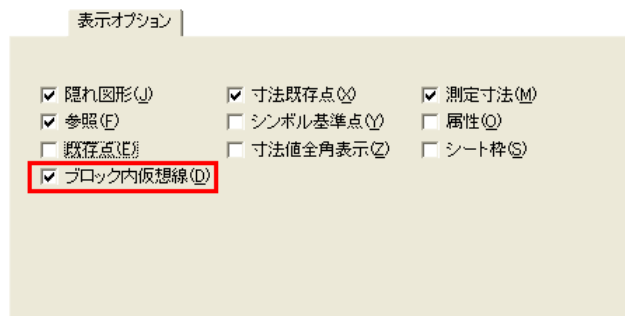 表示オプション
隠れ図形(J) 寸法既存点(X) 測定寸法(M)
参照(F) シンボル基準点(Y) 属性(O)
既存点(E) 寸法値全角表示(Z) シート枠(S)
ブロック内仮想線(D)